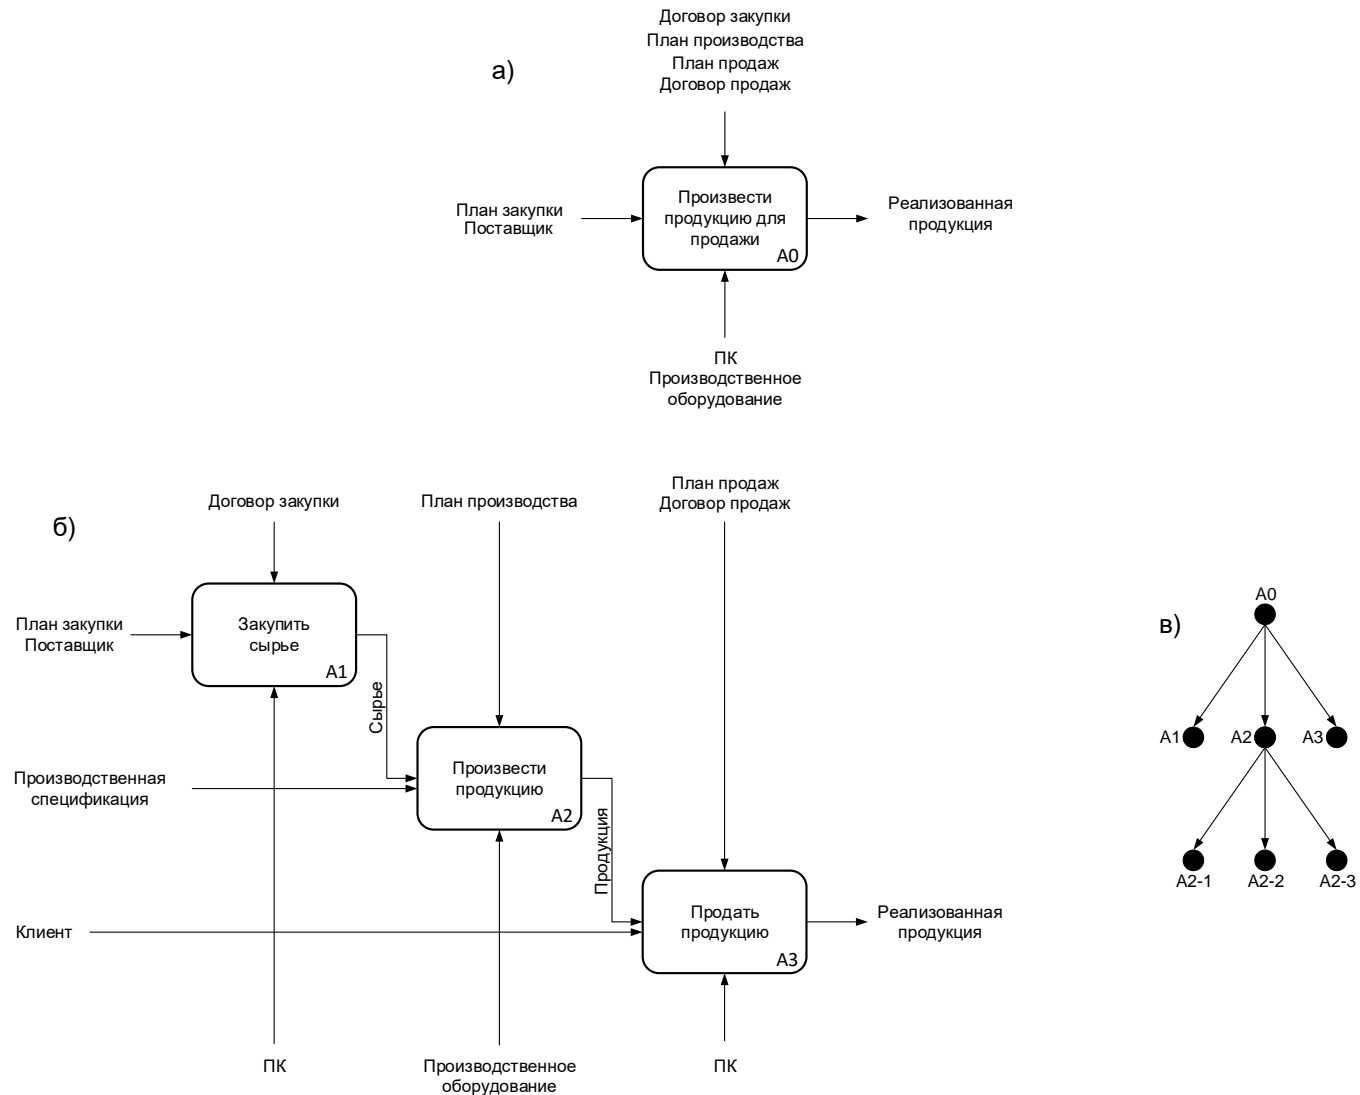 а)
Договор закупки
План производства
План продаж
Договор продаж
План закупки
Поставщик
Произвести
продукцию для
продажи
А0
Реализованная
продукция
ПК
Производственное
оборудование
б)
Договор закупки
План производства
План продаж
Договор продаж
План закупки
Поставщик
Закупить
сырье
А1
Сырье
Производственная
спецификация
Произвести
продукцию
А2
Продукция
Клиент
Продать
продукцию
А3
Реализованная
продукция
ПК
Производственное
оборудование
ПК
в)
А0
А1
А2
А3
А2-1
А2-2
А2-3